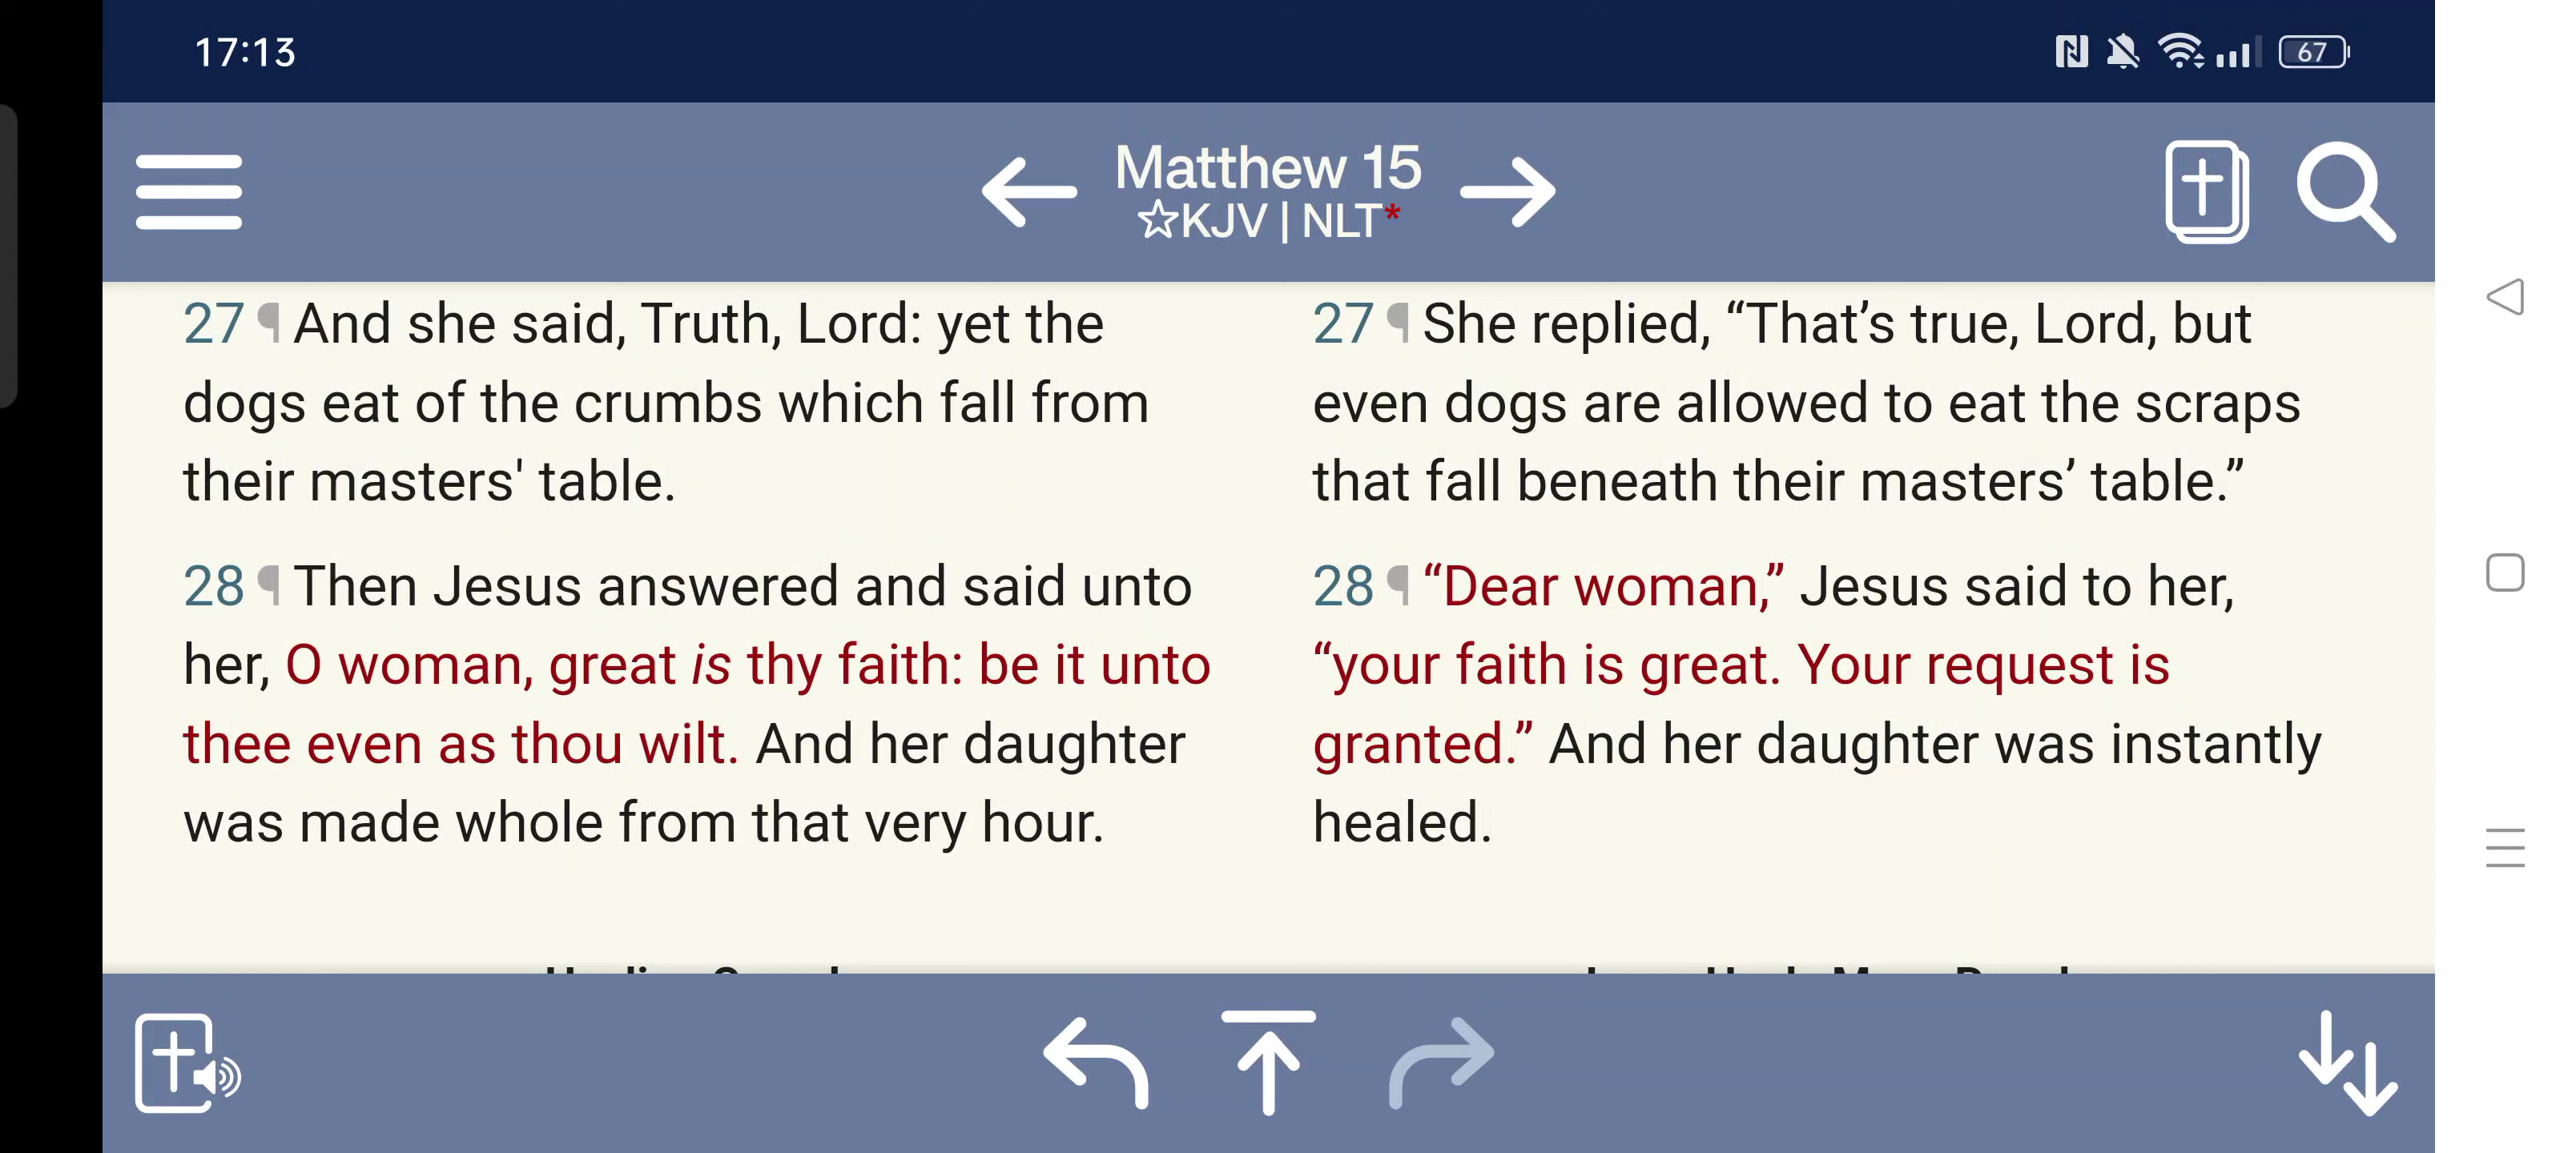 17:13
67
Matthew 15
☆KJV | NLT*
27 ¶ And she said, Truth, Lord: yet the
dogs eat of the crumbs which fall from
their masters' table.
28 ¶ Then Jesus answered and said unto
her, O woman, great is thy faith: be it unto
thee even as thou wilt. And her daughter
was made whole from that very hour.
27 ¶ She replied, “That’s true, Lord, but
even dogs are allowed to eat the scraps
that fall beneath their masters’ table.”
28 ¶ “Dear woman,” Jesus said to her,
“your faith is great. Your request is
granted.” And her daughter was instantly
healed.